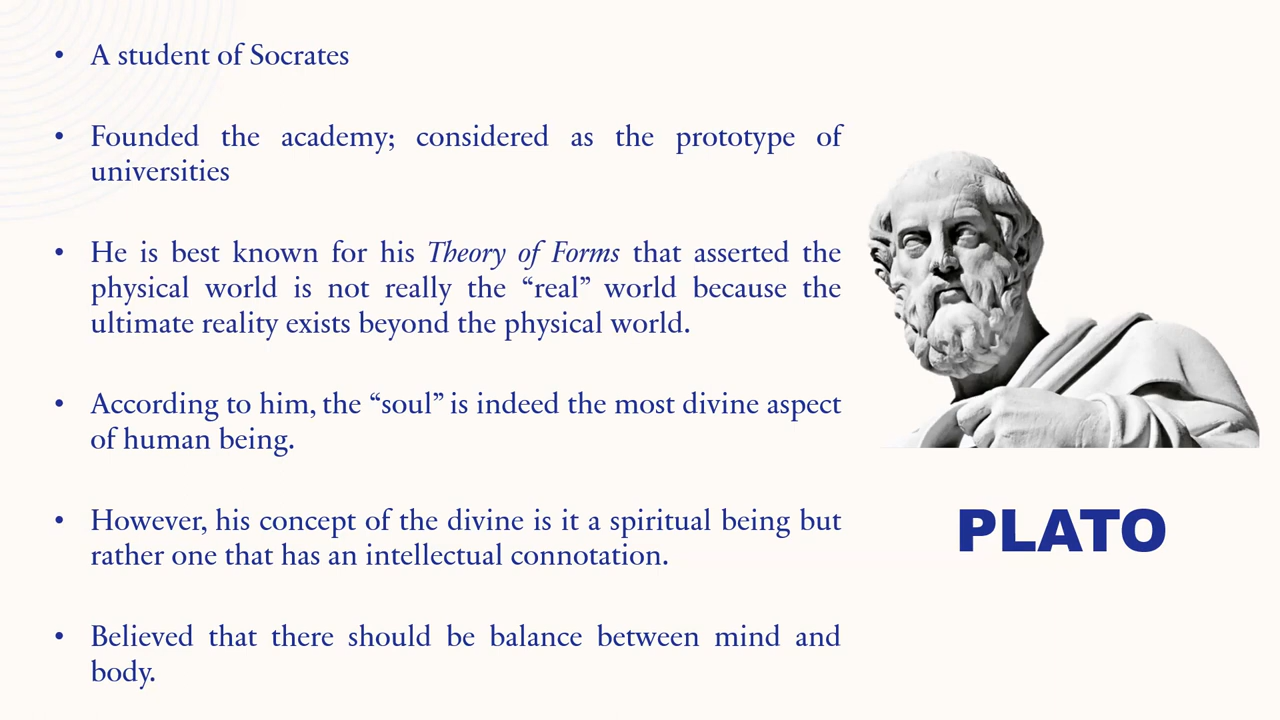 • A student of Socrates
• Founded the academy; considered as the prototype of
universities
• He is best known for his Theory of Forms that asserted the
physical world is not really the “real” world because the
ultimate reality exists beyond the physical world.
• According to him, the “soul” is indeed the most divine aspect
of human being.
• However, his concept of the divine is it a spiritual being but
rather one that has an intellectual connotation.
• Believed that there should be balance between mind and
body.
PLATO